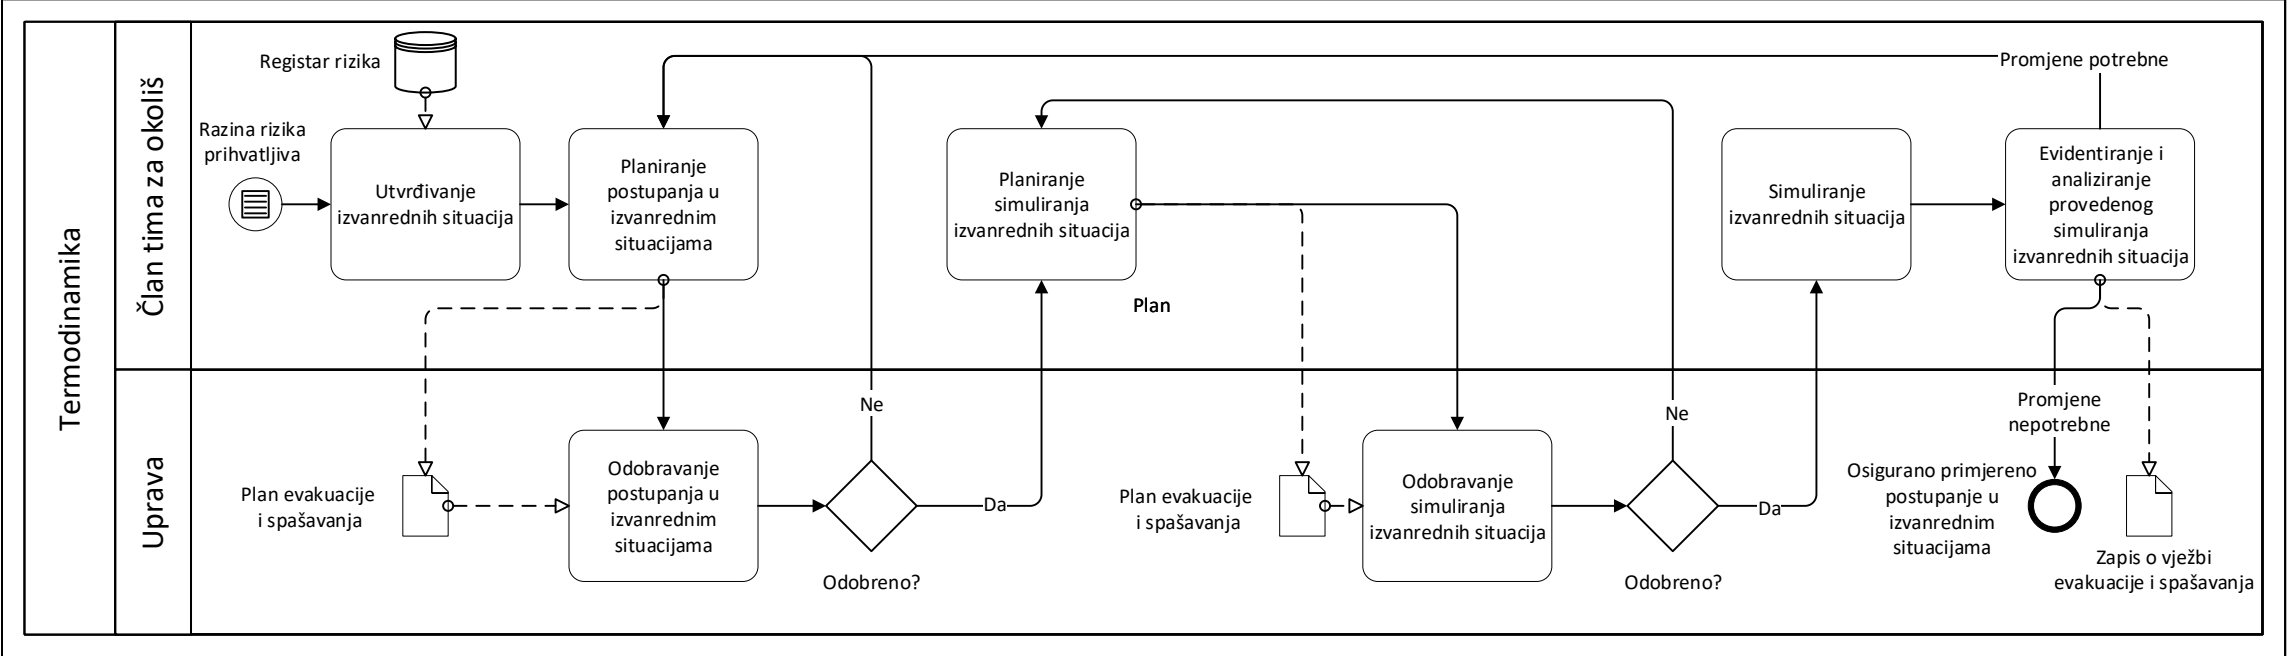 Termodinamika
Član tima za okoliš
Uprava
Registar rizika
Razina rizika
prihvatljiva
Utvrđivanje
izvanrednih situacija
Planiranje
postupanja u
izvanrednim
situacijama
Planiranje
simuliranja
izvanrednih situacija
Plan
Simuliranje
izvanrednih situacija
Promjene potrebne
Evidentiranje i
analiziranje
provedenog
simuliranja
izvanrednih situacija
Plan evakuacije
i spašavanja
Odobravanje
postupanja u
izvanrednim
situacijama
Ne
Da
Odobreno?
Plan evakuacije
i spašavanja
Odobravanje
simuliranja
izvanrednih situacija
Ne
Da
Odobreno?
Promjene
nepotrebne
Osigurano primjereno
postupanje u
izvanrednim
situacijama
Zapis o vježbi
evakuacije i spašavanja